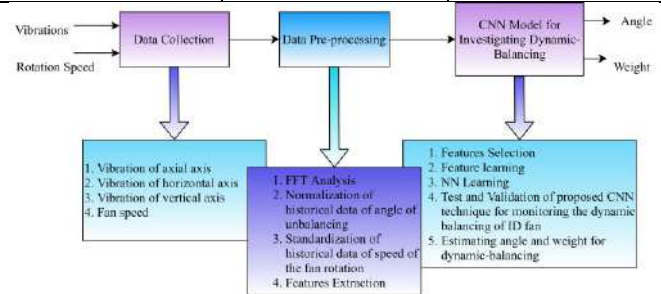 Vibrations
Rotation Speed
Data Collection
Data Pre-processing
CNN Model for
Investigating Dynamic-
Balancing
Angle
Weight
1. Vibration of axial axis
2. Vibration of horizontal axis
3. Vibration of vertical axis
4. Fan speed
1. FFT Analysis
2. Normalization of
historical data of angle of
unbalancing
3. Standardization of
historical data of speed of
the fan rotation
4. Features Extraction
1. Features Selection
2. Feature learning
3. NN Learning
4. Test and Validation of proposed CNN
technique for monitoring the dynamic
balancing of ID fan
5. Estimating angle and weight for
dynamic-balancing